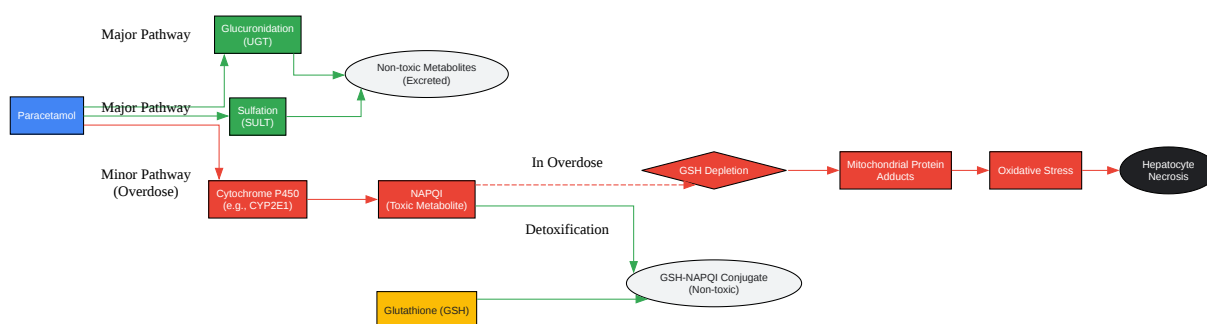 Major Pathway
Glucuronidation
(UGT)
Non-toxic Metabolites
(Excreted)
Paracetamol
Major Pathway
Sulfation
(SULT)
Minor Pathway
(Overdose)
Cytochrome P450
(e.g., CYP2E1)
NAPQI
(Toxic Metabolite)
In Overdose
GSH Depletion
Mitochondrial Protein
Adducts
Oxidative Stress
Hepatocyte
Necrosis
Detoxification
GSH-NAPQI Conjugate
(Non-toxic)
Glutathione (GSH)